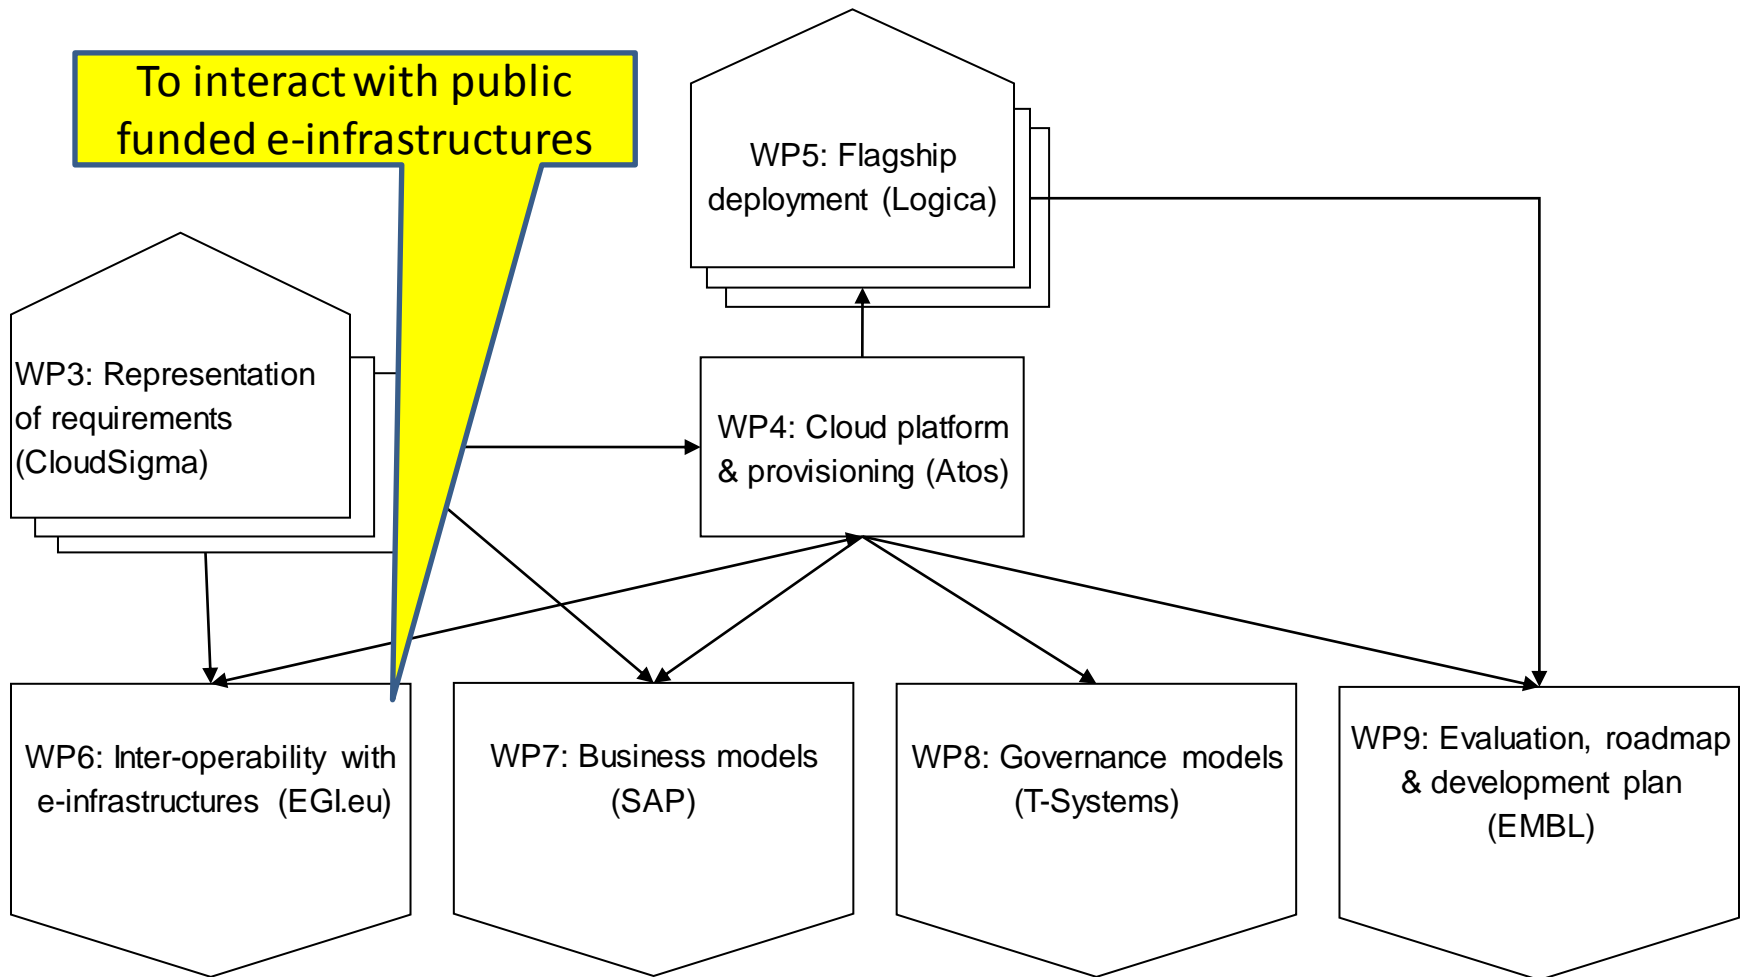 To interact with public
funded e-infrastructures
WP5: Flagship
deployment (Logica)
WP3: Representation
of requirements
(CloudSigma)
WP4: Cloud platform
& provisioning (Atos)
WP6: Inter-operability with
e-infrastructures (EGI.eu)
WP7: Business models
(SAP)
WP8: Governance models
(T-Systems)
WP9: Evaluation, roadmap
& development plan
(EMBL)